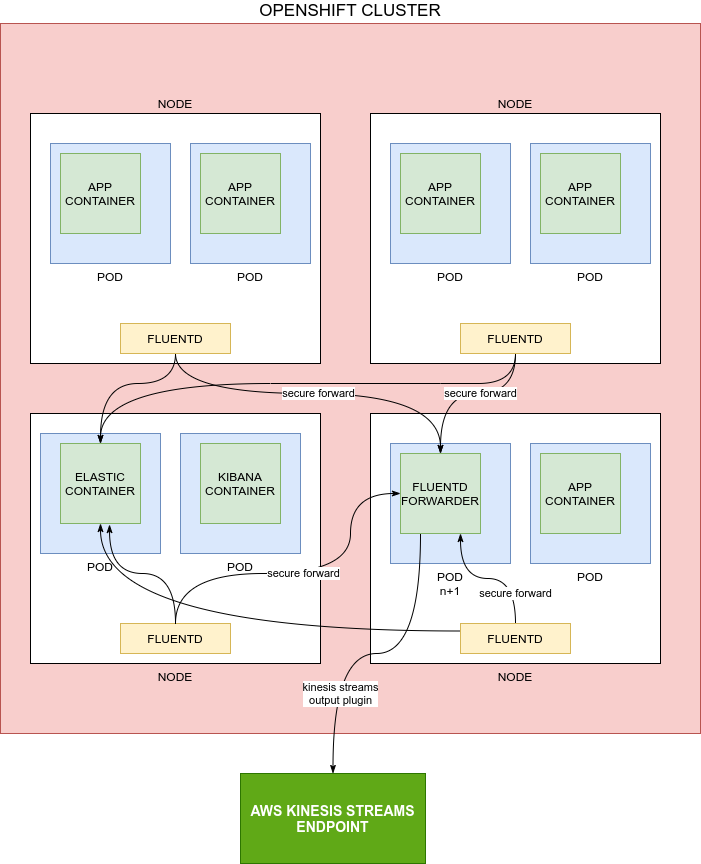 OPENSHIFT CLUSTER
NODE
NODE
APP
CONTAINER
APP
CONTAINER
APP
CONTAINER
APP
CONTAINER
POD
POD
POD
POD
FLUENTD
FLUENTD
secure forward
secure forward
ELASTIC
CONTAINER
KIBANA
CONTAINER
FLUENTD
FORWARDER
APP
CONTAINER
POD
POD
POD
n+1
POD
secure forward
secure forward
FLUENTD
FLUENTD
NODE
NODE
kinesis streams
output plugin
AWS KINESIS STREAMS
ENDPOINT